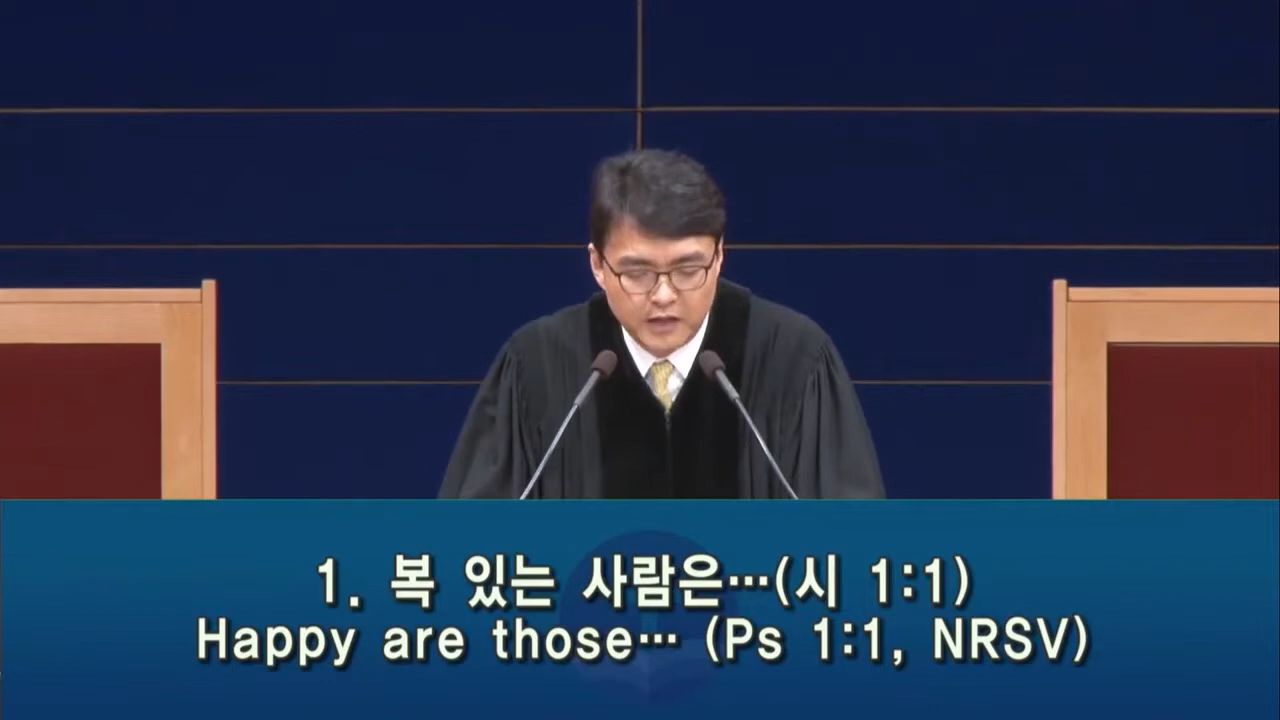 1. 복 있는 사람은…(시 1:1)
Happy are those… (Ps 1:1, NRSV)